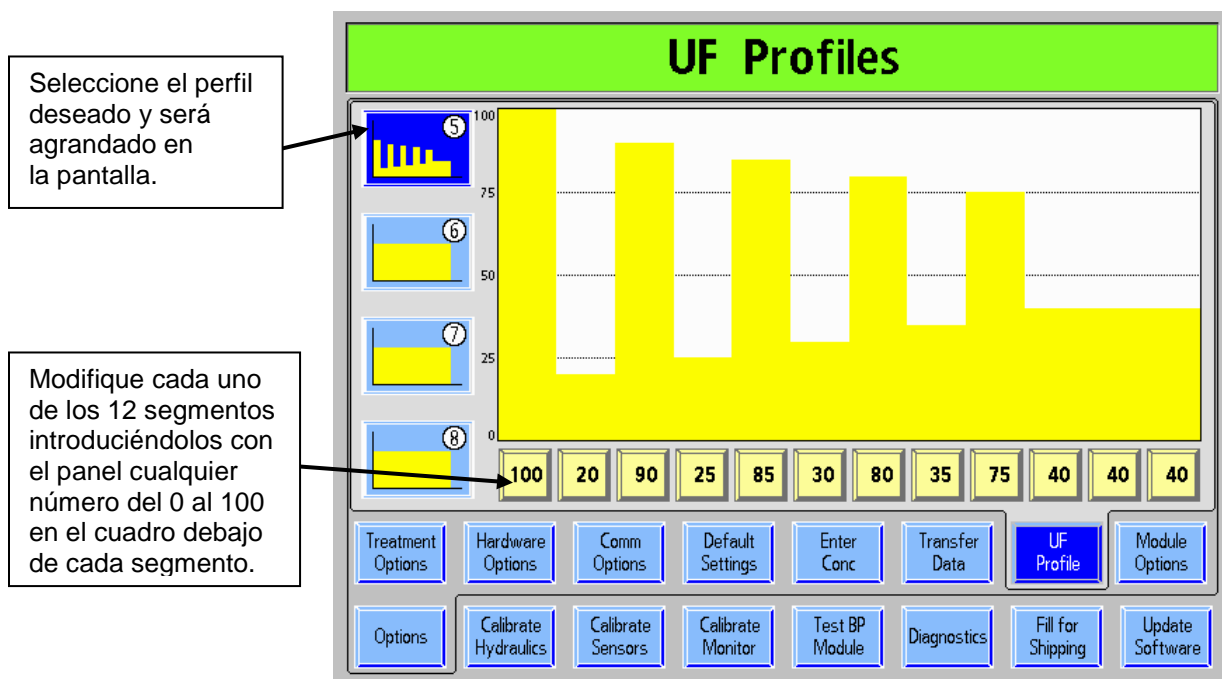 UF Profiles
Seleccione el perfil
deseado y será
agrandado en
la pantalla.
5
6
7
8
100
75
50
25
0
Modifique cada uno
de los 12 segmentos
introduciéndolos con
el panel cualquier
número del 0 al 100
en el cuadro debajo
de cada segmento.
100 20 90 25 85 30 80 35 75 40 40 40
Treatment Options
Hardware Options
Comm Options
Default Settings
Enter Conc
Transfer Data
UF Profile
Module Options
Options
Calibrate Hydraulics
Calibrate Sensors
Calibrate Monitor
Test BP Module
Diagnostics
Fill for Shipping
Update Software